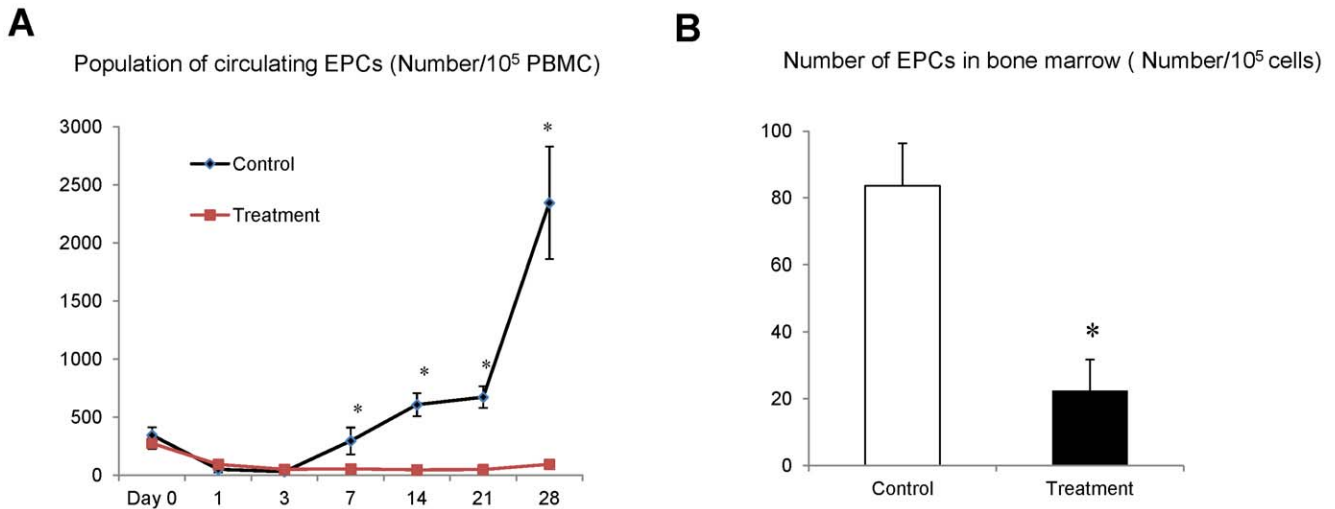 A
Population of circulating EPCs (Number/10⁵ PBMC)
3000
2500
2000
1500
1000
500
0
Control
Treatment
*
*
*
*
Day 0 1 3 7 14 21 28
B
Number of EPCs in bone marrow ( Number/10⁵ cells)
100
80
60
40
20
0
*
Control Treatment